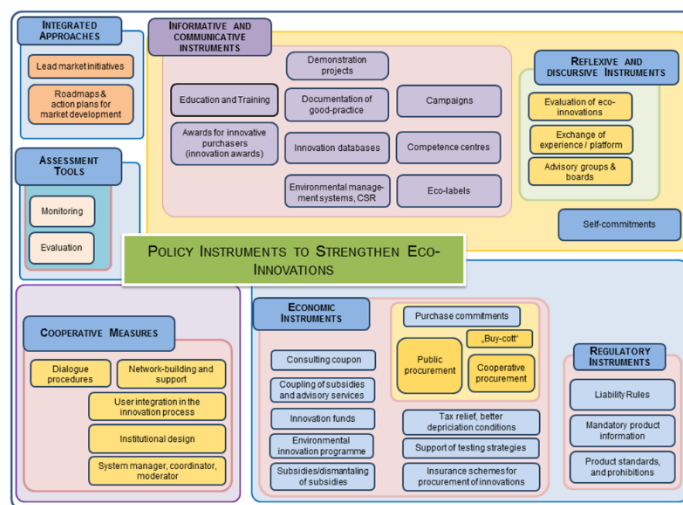 INTEGRATED
APPROACHES
Lead market initiatives
Roadmaps &
action plans for
market development
ASSESSMENT
TOOLS
Monitoring
Evaluation
INFORMATIVE AND
COMMUNICATIVE
INSTRUMENTS
Demonstration
projects
Education and Training
Documentation of
good-practice
Campaigns
Awards for innovative
purchasers
(innovation awards)
Innovation databases
Competence centres
Environmental manage-
ment systems, CSR
Eco-labels
REFLEXIVE AND
DISCURSIVE INSTRUMENTS
Evaluation of eco-
innovations
Exchange of
experience / platform
Advisory groups &
boards
Self-commitments
POLICY INSTRUMENTS TO STRENGTHEN ECO-
INNOVATIONS
COOPERATIVE MEASURES
Dialogue
procedures
Network-building and
support
User integration in the
innovation process
Institutional design
System manager, coordinator,
moderator
ECONOMIC
INSTRUMENTS
Consulting coupon
Coupling of subsidies
and advisory services
Innovation funds
Environmental
innovation programme
Subsidies/dismantaling of
subsidies
Purchase commitments
Public
procurement
„Buy-cott“
Cooperative
procurement
Tax relief, better
depriciation conditions
Support of testing strategies
Insurance schemes for
procurement of innovations
REGULATORY
INSTRUMENTS
Liability Rules
Mandatory product
information
Product standards,
and prohibitions